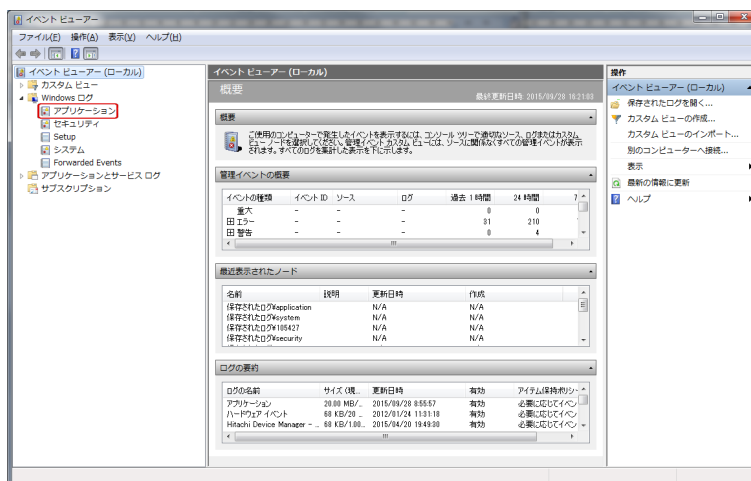 イベント ビューアー
ファイル(F) 操作(A) 表示(V) ヘルプ(H)
イベント ビューアー (ローカル)
カスタム ビュー
Windows ログ
アプリケーション
セキュリティ
Setup
システム
Forwarded Events
アプリケーションとサービス ログ
サブスクリプション
イベント ビューアー (ローカル)
概要
最終更新日時: 2015/09/28 16:21:03
概要
ご使用のコンピューターで発生したイベントを表示するには、コンソール ツリーで適切なソース、ログまたはカスタム
ビュー ノードを選択してください。管理イベント カスタム ビューには、ソースに関係なくすべての管理イベントが表示
されます。すべてのログを集計した表示を下に示します。
管理イベントの概要
イベントの種類 イベント ID ソース ログ 過去 1 時間 24 時間 7
重大 - - - 0 0
エラー - - - 31 210
警告 - - - 0 4
最近表示されたノード
名前 説明 更新日時 作成
保存されたログ¥application N/A N/A
保存されたログ¥system N/A N/A
保存されたログ¥105427 N/A N/A
保存されたログ¥security N/A N/A
ログの要約
ログの名前 サイズ (現... 更新日時 有効 アイテム保持ポリシー
アプリケーション 20.00 MB/... 2015/09/28 8:55:57 有効 必要に応じてイベン
ハードウェア イベント 68 KB/20 ... 2012/01/24 11:31:18 有効 必要に応じてイベン
Hitachi Device Manager - ... 68 KB/1.00... 2015/04/20 19:49:30 有効 必要に応じてイベン
操作
イベント ビューアー (ローカル)
保存されたログを開く...
カスタム ビューの作成...
カスタム ビューのインポート...
別のコンピューターへ接続...
表示
最新の情報に更新
ヘルプ